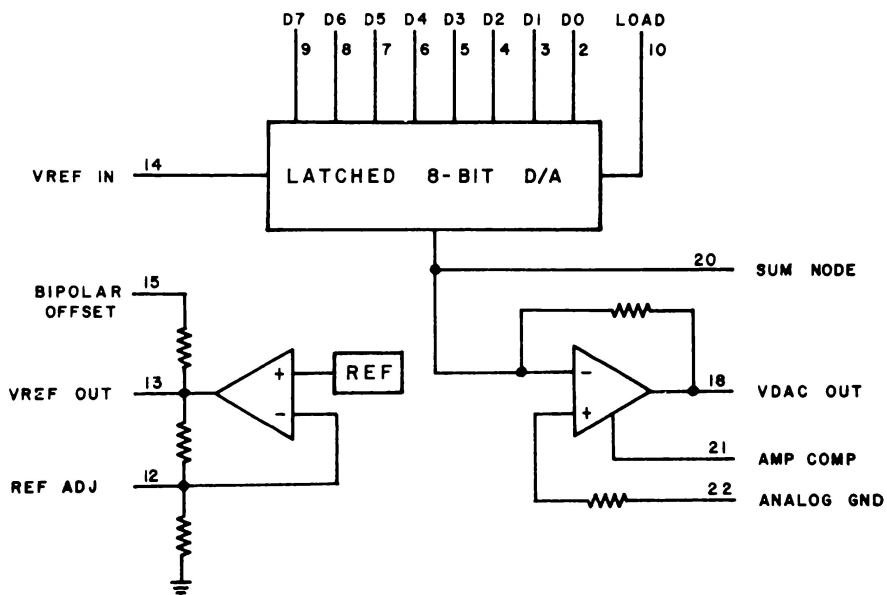 D7 D6 D5 D4 D3 D2 D1 D0 LOAD
9 8 7 6 5 4 3 2 10
VREF IN 14
LATCHED 8-BIT D/A
20 SUM NODE
BIPOLAR OFFSET 15
VREF OUT 13
+ REF
-
-
+
18 VDAC OUT
REF ADJ 12
21 AMP COMP
22 ANALOG GND